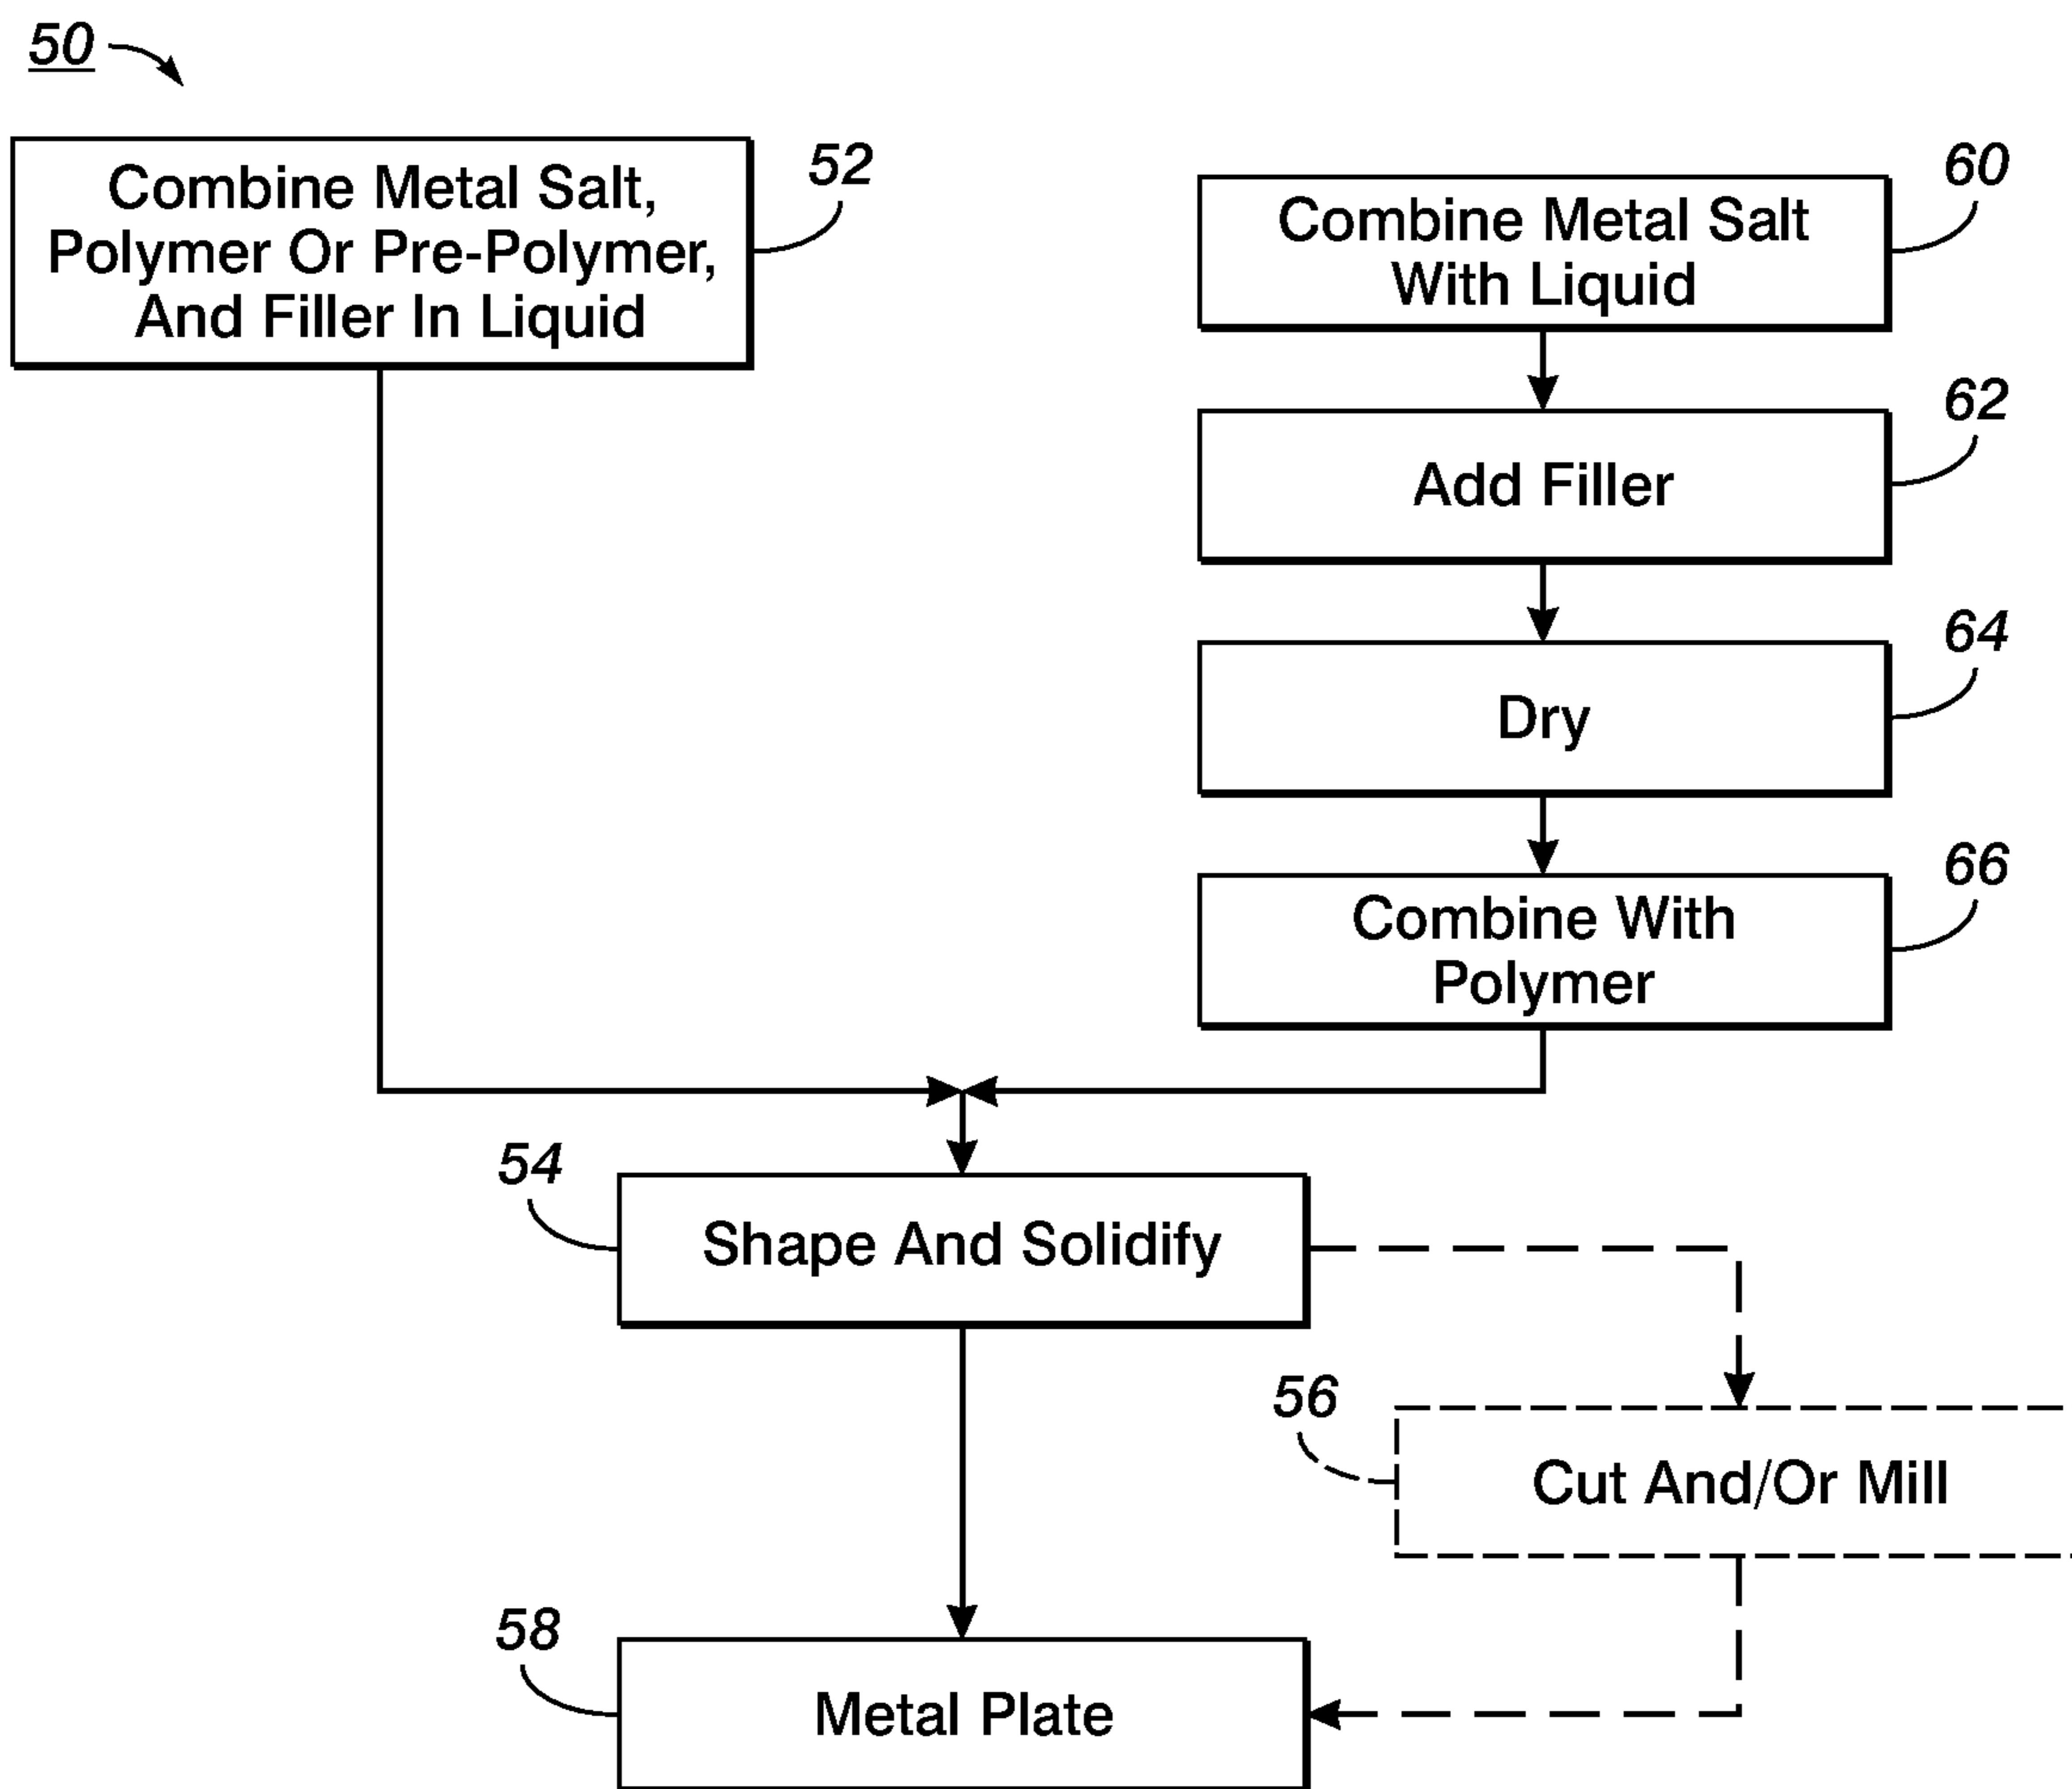 50
Combine Metal Salt,
Polymer Or Pre-Polymer,
And Filler In Liquid
52
Combine Metal Salt
With Liquid
60
Add Filler
62
Dry
64
Combine With
Polymer
66
54
Shape And Solidify
56
Cut And/Or Mill
58
Metal Plate